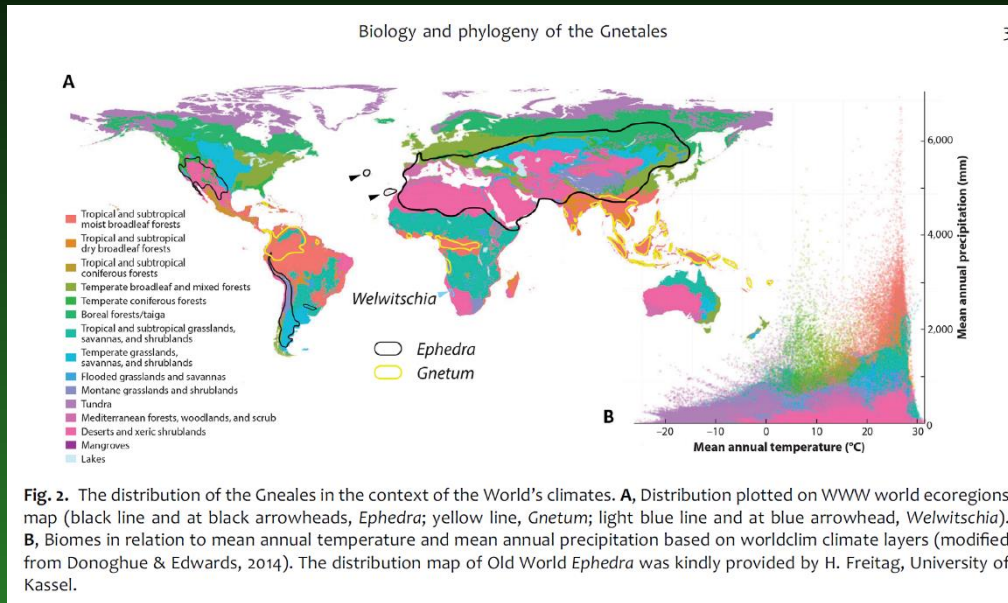 Biology and phylogeny of the Gnetales
3
A
Tropical and subtropical
moist broadleaf forests
Tropical and subtropical
dry broadleaf forests
Tropical and subtropical
coniferous forests
Temperate broadleaf and mixed forests
Temperate coniferous forests
Boreal forests/taiga
Tropical and subtropical grasslands,
savannas, and shrublands
Temperate grasslands,
savannas, and shrublands
Flooded grasslands and savannas
Montane grasslands and shrublands
Tundra
Mediterranean forests, woodlands, and scrub
Deserts and xeric shrublands
Mangroves
Lakes
Welwitschia
Ephedra
Gnetum
B
6,000
4,000
2,000
0
Mean annual precipitation (mm)
−20 −10 0 10 20 30
Mean annual temperature (°C)
Fig. 2. The distribution of the Gneales in the context of the World's climates. A, Distribution plotted on WWW world ecoregions
map (black line and at black arrowheads, Ephedra; yellow line, Gnetum; light blue line and at blue arrowhead, Welwitschia).
B, Biomes in relation to mean annual temperature and mean annual precipitation based on worldclim climate layers (modified
from Donoghue & Edwards, 2014). The distribution map of Old World Ephedra was kindly provided by H. Freitag, University of
Kassel.